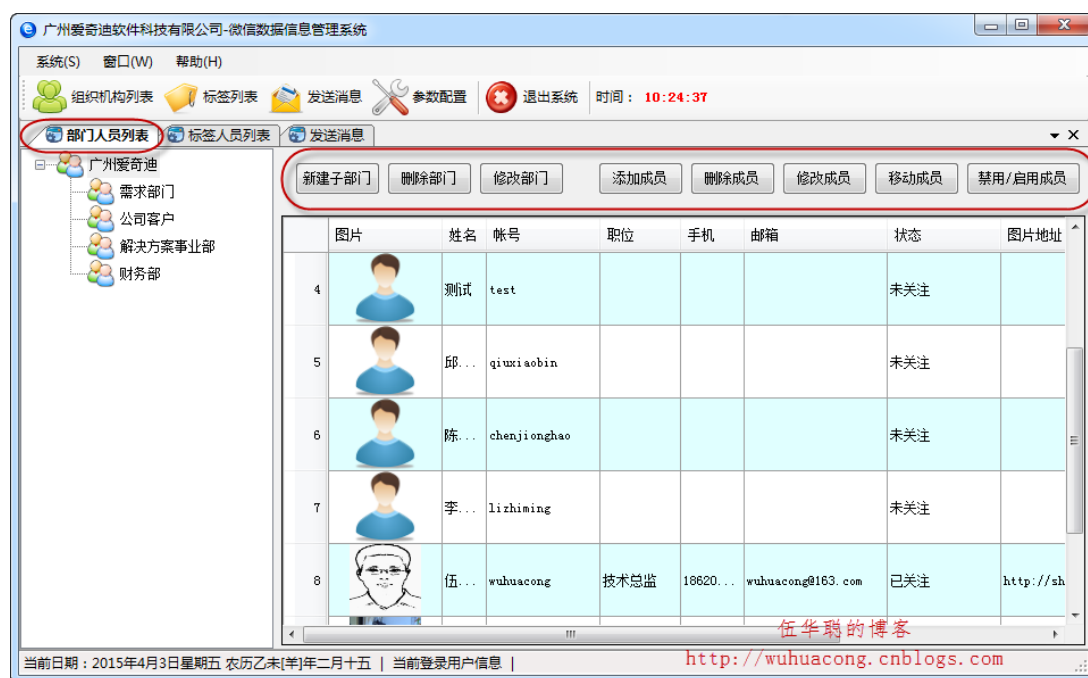 广州爱奇迪软件科技有限公司-微信数据信息管理系统
系统(S) 窗口(W) 帮助(H)
组织机构列表 标签列表 发送消息 参数配置 退出系统 时间： 10:24:37
部门人员列表 标签人员列表 发送消息
广州爱奇迪
需求部门
公司客户
解决方案事业部
财务部
新建子部门 删除部门 修改部门 添加成员 删除成员 修改成员 移动成员 禁用/启用成员
图片 姓名 帐号 职位 手机 邮箱 状态 图片地址
4 测试 test 未关注
5 邱... qiuxiaobin 未关注
6 陈... chenjionghao 未关注
7 李... lizhiming 未关注
8 伍... wuhuacong 技术总监 18620... wuhuacong@163.com 已关注 http://sh
伍华聪的博客
http://wuhuacong.cnblogs.com
当前日期：2015年4月3日星期五 农历乙未[羊]年二月十五 | 当前登录用户信息 |